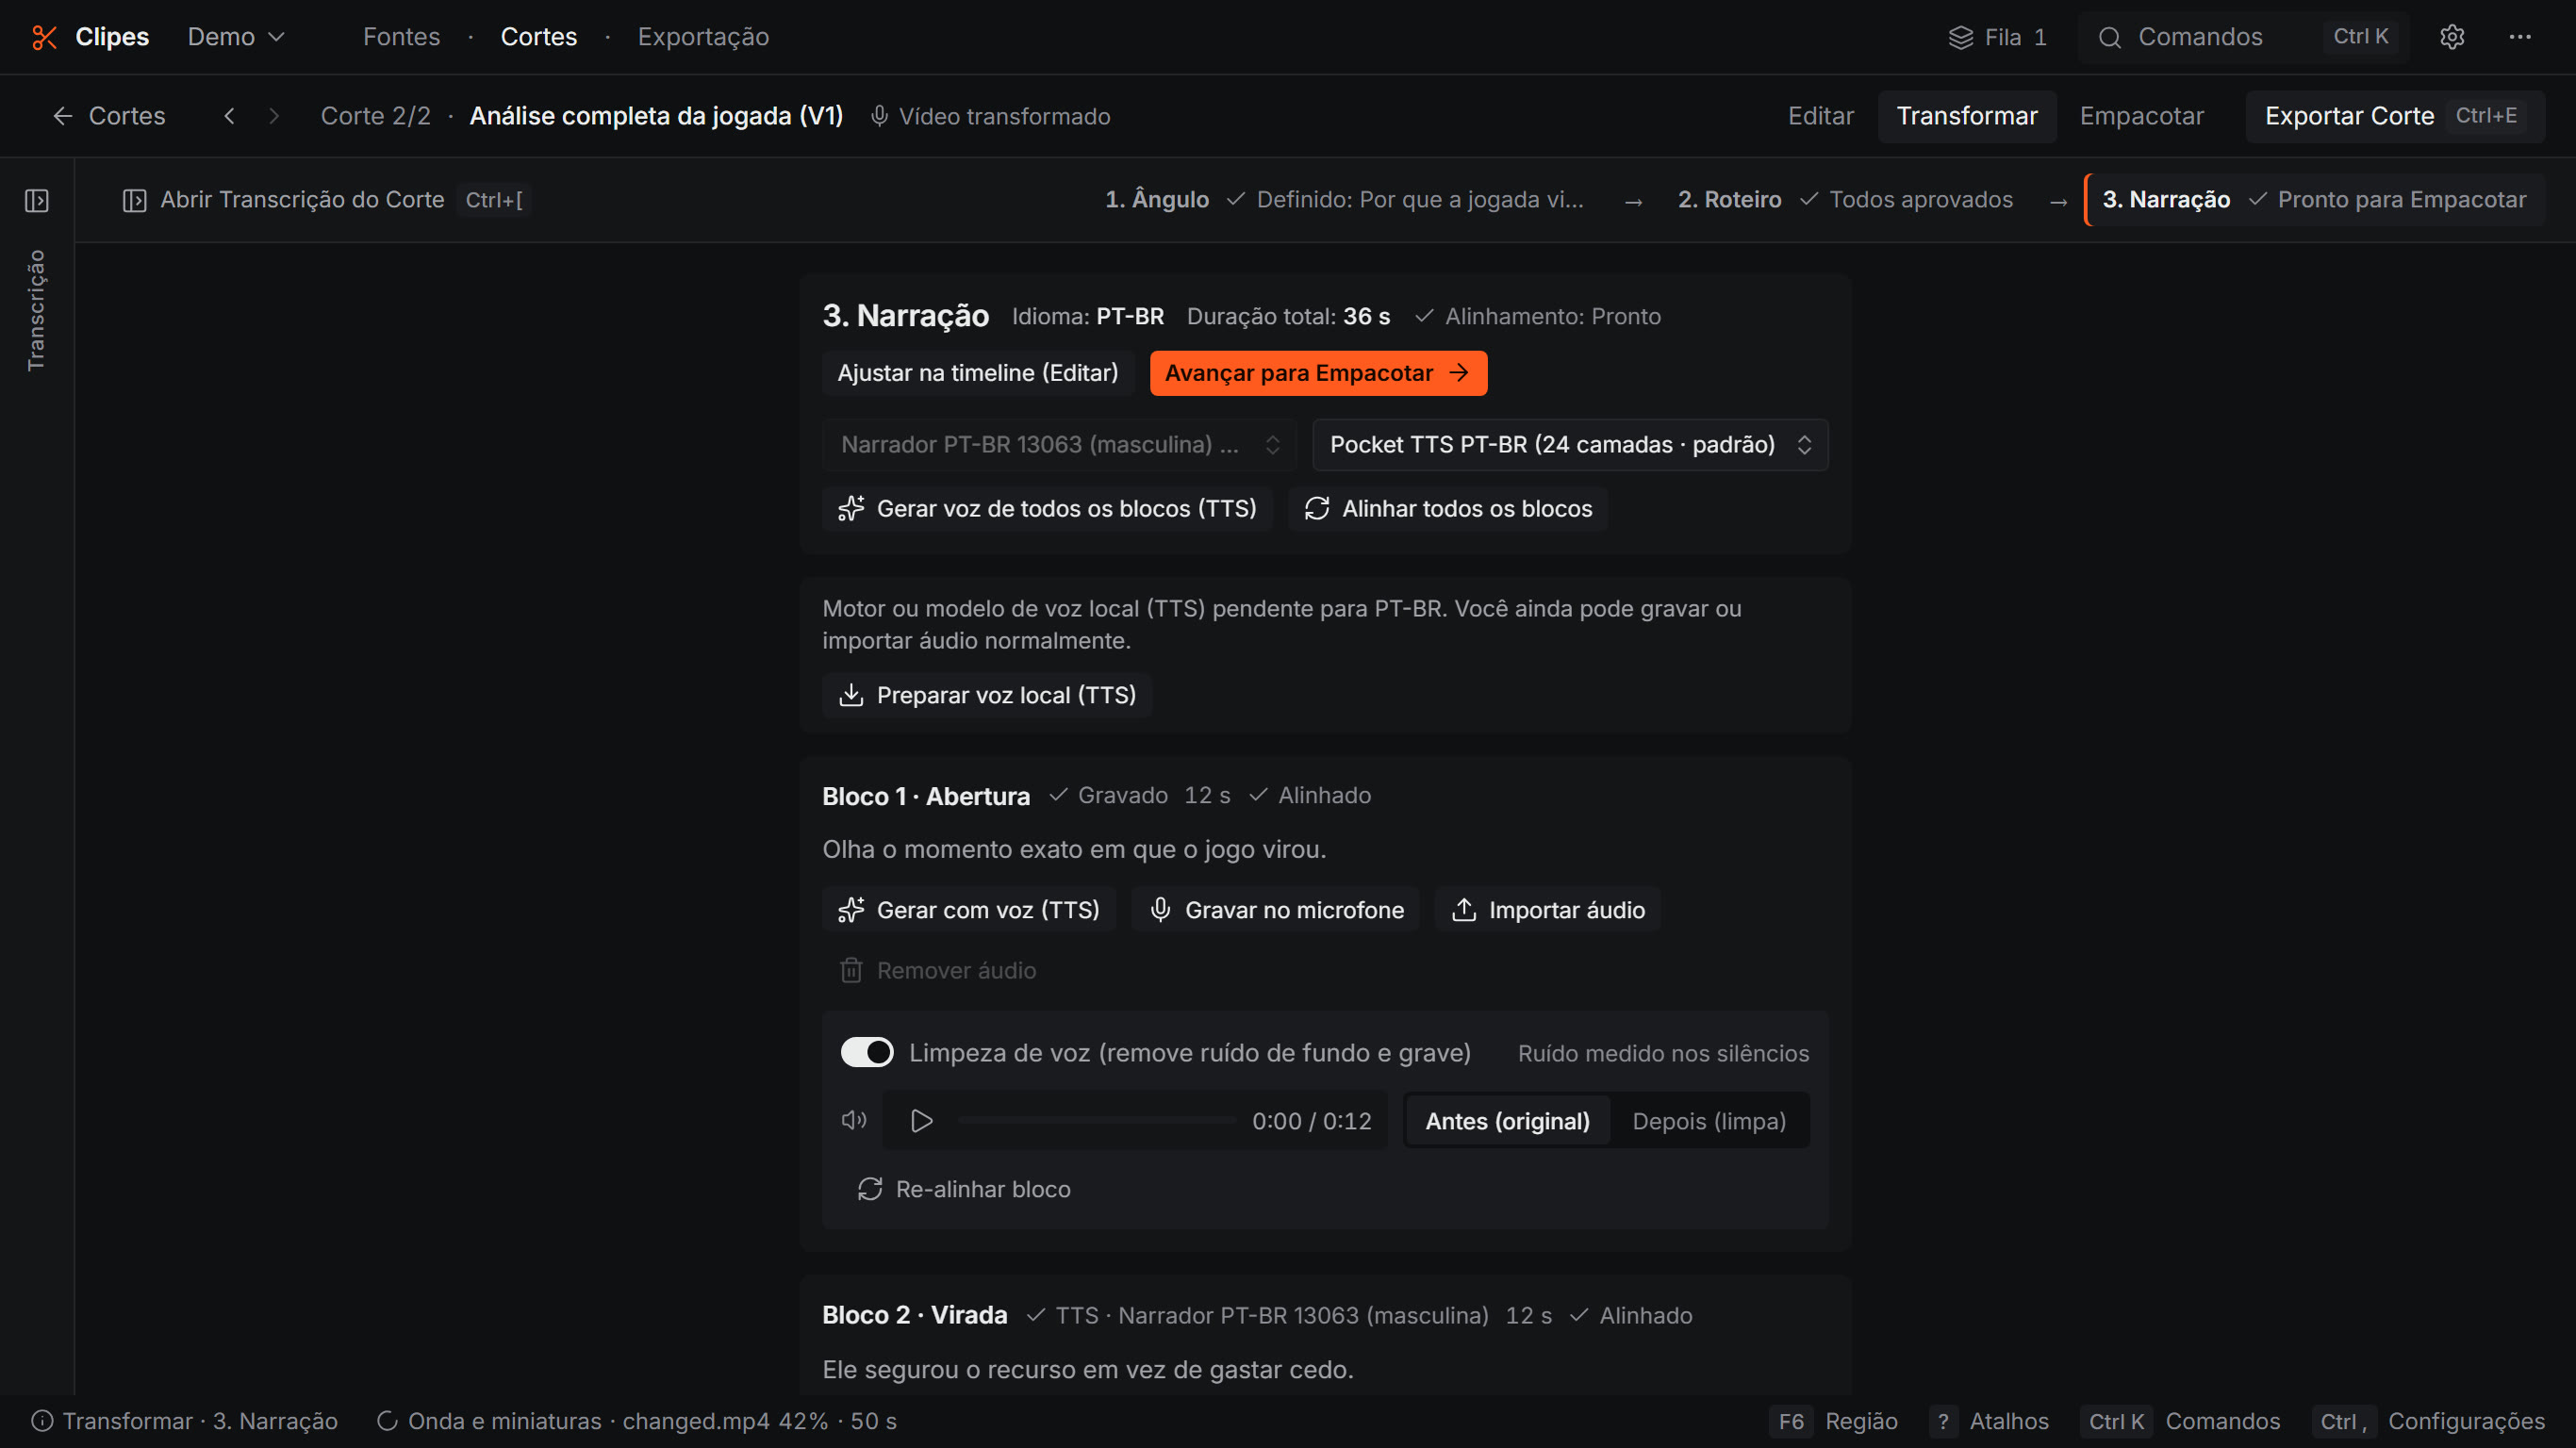 Clipes Demo Fontes · Cortes · Exportação Fila 1 Comandos Ctrl K
Cortes Corte 2/2 · Análise completa da jogada (V1) Vídeo transformado Editar Transformar Empacotar Exportar Corte Ctrl+E
Abrir Transcrição do Corte Ctrl+[ 1. Ângulo Definido: Por que a jogada vi... → 2. Roteiro Todos aprovados → 3. Narração Pronto para Empacotar
Transcrição
3. Narração Idioma: PT-BR Duração total: 36 s Alinhamento: Pronto
Ajustar na timeline (Editar) Avançar para Empacotar
Narrador PT-BR 13063 (masculina) ... Pocket TTS PT-BR (24 camadas · padrão)
Gerar voz de todos os blocos (TTS) Alinhar todos os blocos
Motor ou modelo de voz local (TTS) pendente para PT-BR. Você ainda pode gravar ou
importar áudio normalmente.
Preparar voz local (TTS)
Bloco 1 · Abertura Gravado 12 s Alinhado
Olha o momento exato em que o jogo virou.
Gerar com voz (TTS) Gravar no microfone Importar áudio
Remover áudio
Limpeza de voz (remove ruído de fundo e grave) Ruído medido nos silêncios
0:00 / 0:12 Antes (original) Depois (limpa)
Re-alinhar bloco
Bloco 2 · Virada TTS · Narrador PT-BR 13063 (masculina) 12 s Alinhado
Ele segurou o recurso em vez de gastar cedo.
Transformar · 3. Narração Onda e miniaturas · changed.mp4 42% · 50 s F6 Região ? Atalhos Ctrl K Comandos Ctrl , Configurações